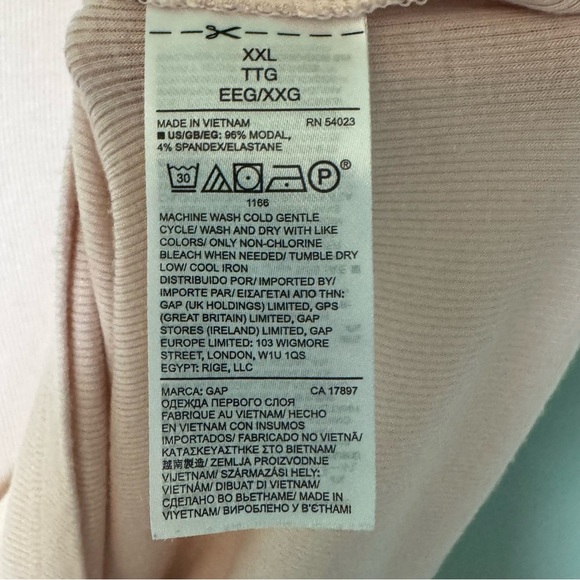 XXL
TTG
EEG/XXG
MADE IN VIETNAM RN 54023
■ US/GB/EG: 96% MODAL,
4% SPANDEX/ELASTANE
30 P ®
1166
MACHINE WASH COLD GENTLE
CYCLE/ WASH AND DRY WITH LIKE
COLORS/ ONLY NON-CHLORINE
BLEACH WHEN NEEDED/ TUMBLE DRY
LOW/ COOL IRON
DISTRIBUIDO POR/ IMPORTED BY/
IMPORTE PAR/ ΕΙΣΑΓΕΤΑΙ ΑΠΟ ΤΗΝ:
GAP (UK HOLDINGS) LIMITED, GPS
(GREAT BRITAIN) LIMITED, GAP
STORES (IRELAND) LIMITED, GAP
EUROPE LIMITED: 103 WIGMORE
STREET, LONDON, W1U 1QS
EGYPT: RIGE, LLC
MARCA: GAP CA 17897
ОДЕЖДА ПЕРВОГО СЛОЯ
FABRIQUE AU VIETNAM/ HECHO
EN VIETNAM CON INSUMOS
IMPORTADOS/ FABRICADO NO VIETNÃ/
ΚΑΤΑΣΚΕΥΑΣΤΗΚΕ ΣΤΟ ΒΙΕΤΝΑΜ/
越南製造/ ZEMLJA PROIZVODNJE
VIJETNAM/ SZÁRMAZÁSI HELY:
VIETNÁM/ DIBUAT DI VIETNAM/
СДЕЛАНО ВО ВЬЕТНАМЕ/ MADE IN
VİYETNAM/ ВИРОБЛЕНО У В'ЄТНАМІ